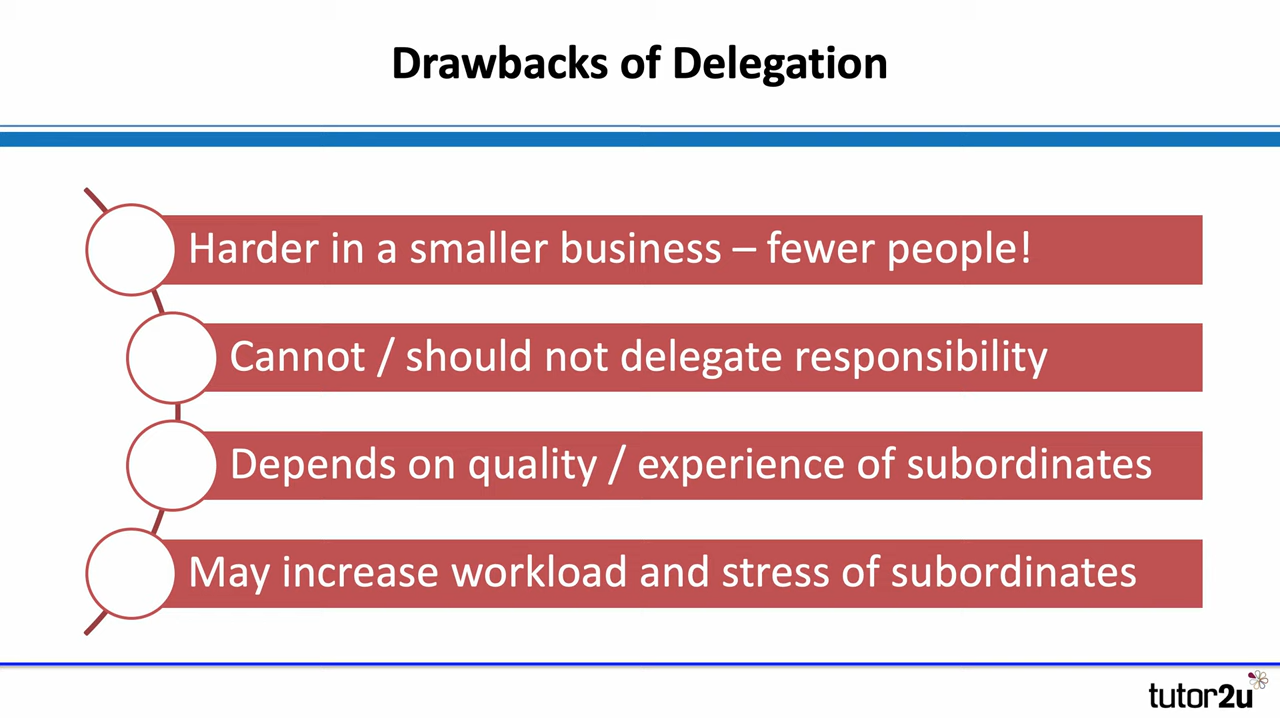 Drawbacks of Delegation
Harder in a smaller business – fewer people!
Cannot / should not delegate responsibility
Depends on quality / experience of subordinates
May increase workload and stress of subordinates
tutor2u